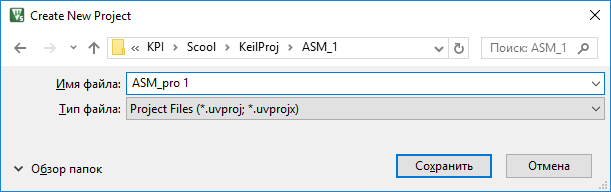 Create New Project
« KPI › Scool › KeilProj › ASM_1
Поиск: ASM_1
Имя файла: ASM_pro 1
Тип файла: Project Files (*.uvproj; *.uvprojx)
Обзор папок
Сохранить
Отмена